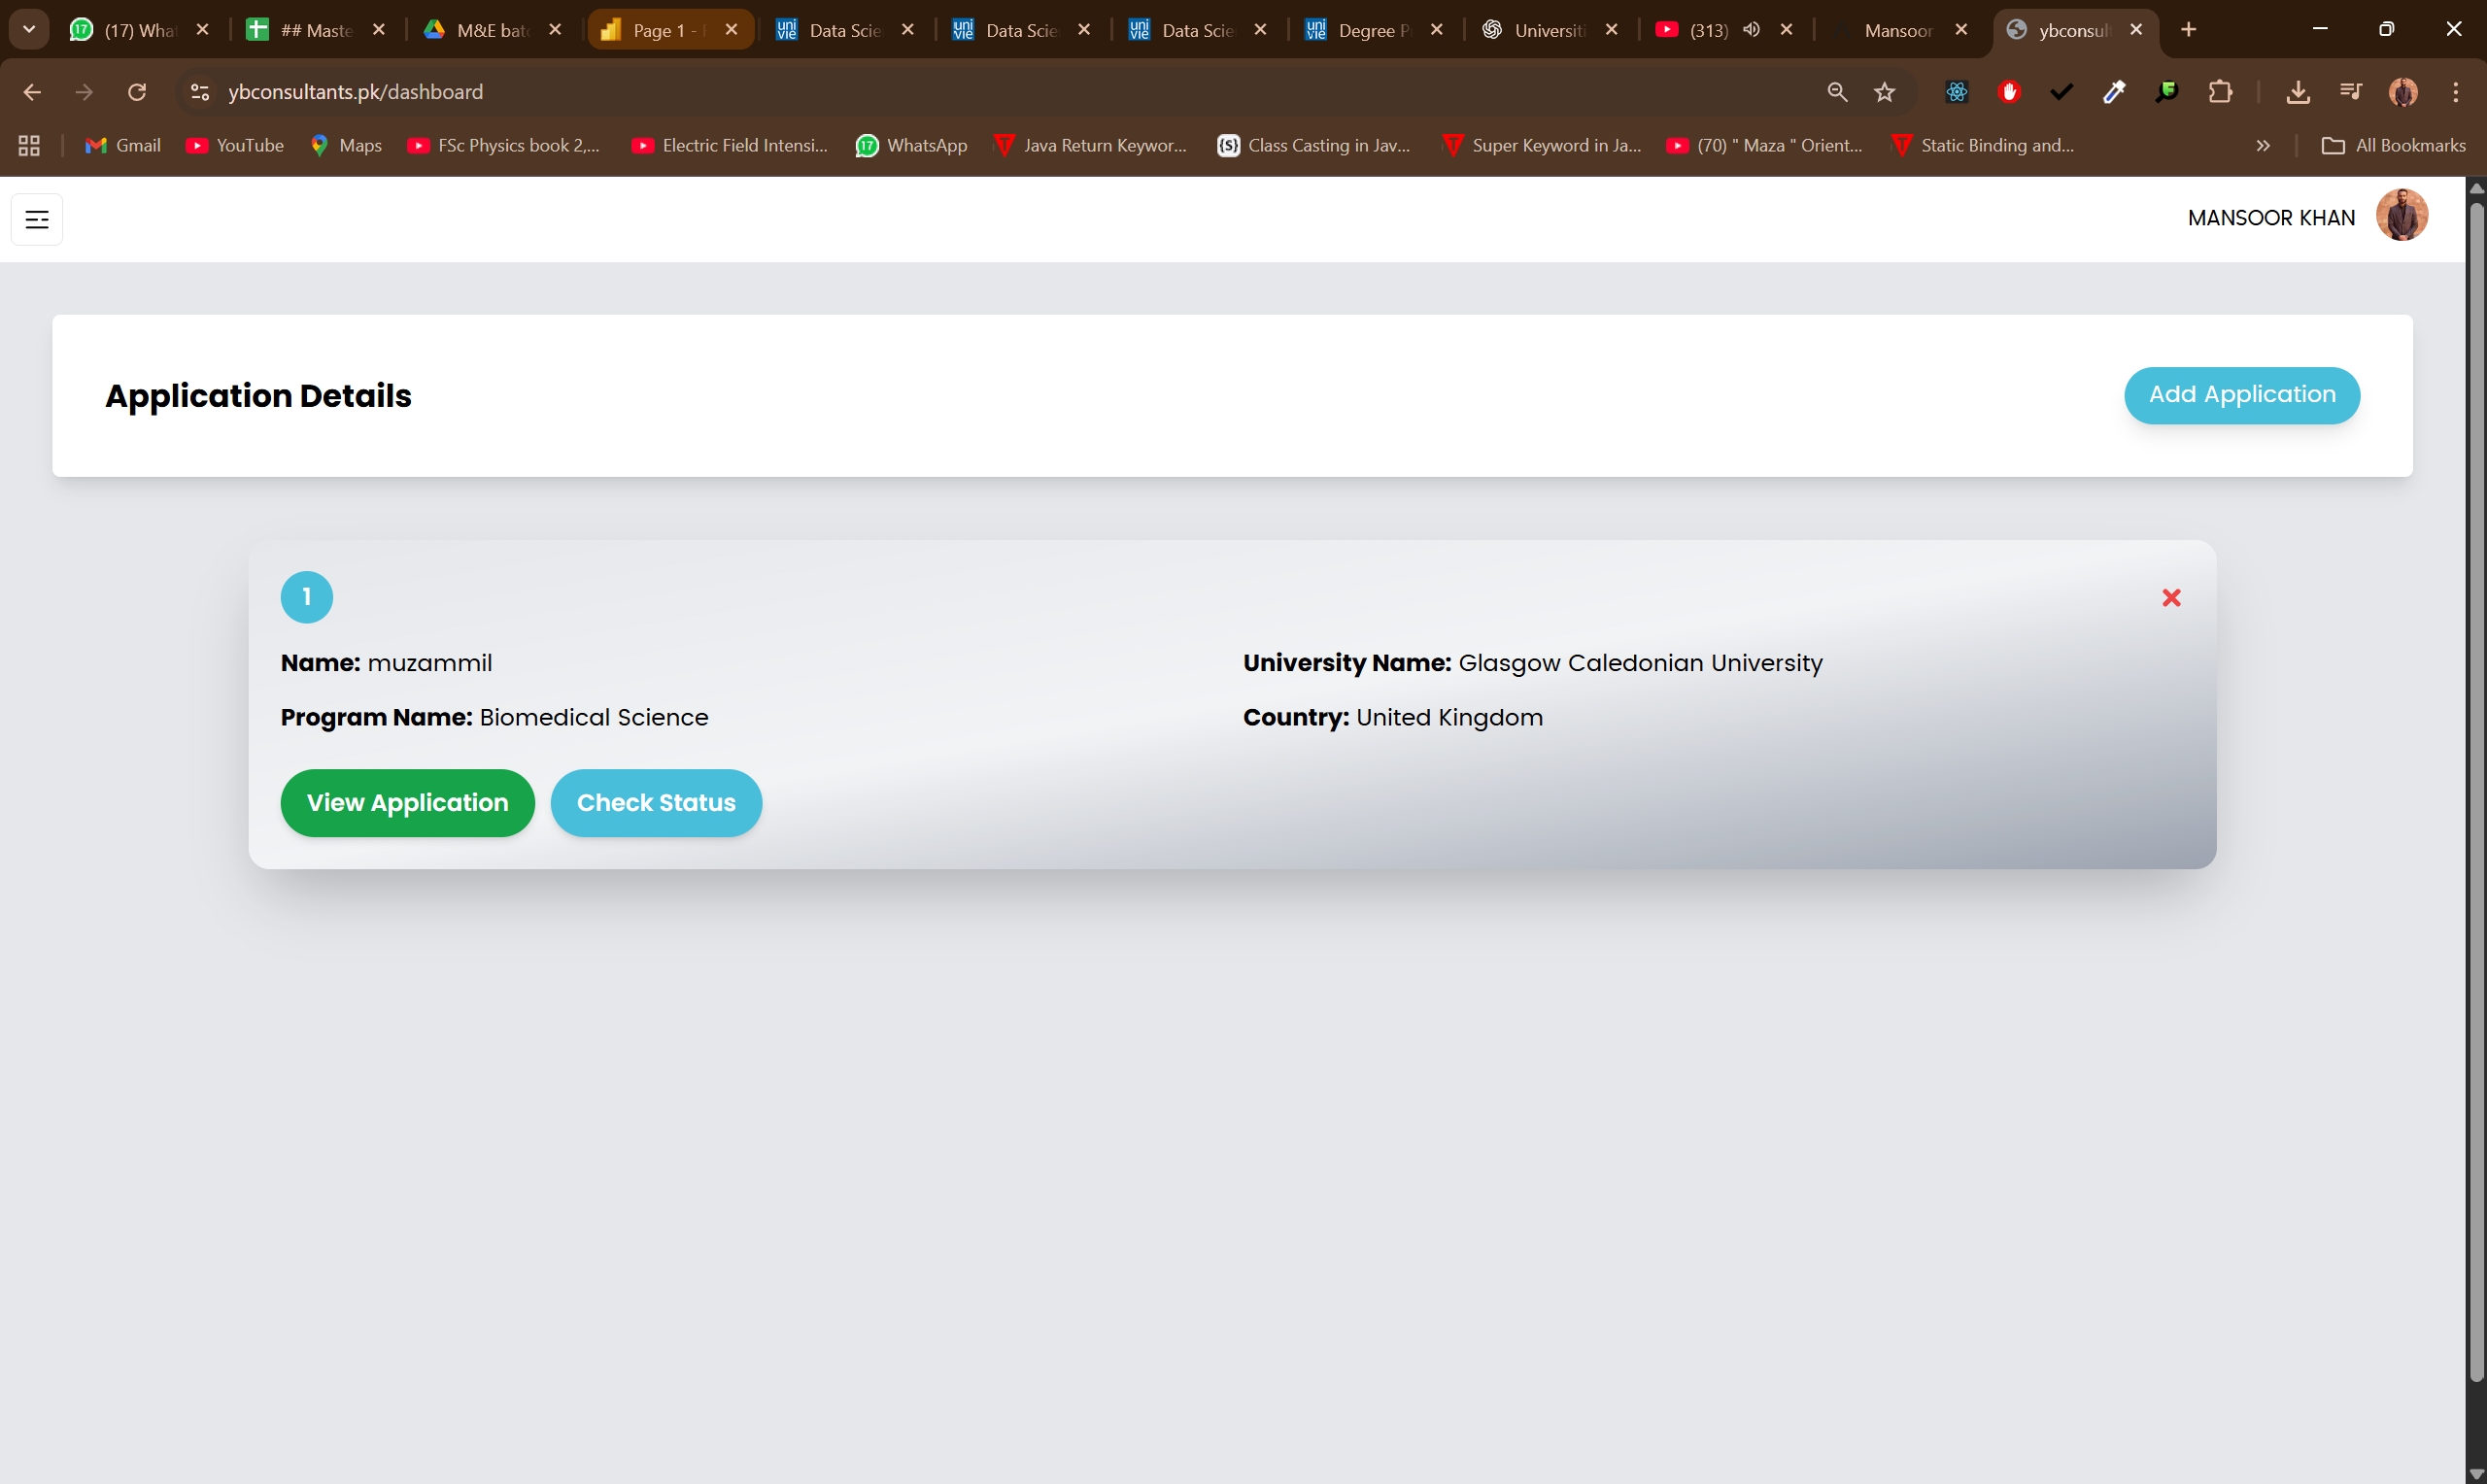 (17) What
## Maste
M&E bat
Page 1 -
Data Scie
Data Scie
Data Scie
Degree P
Universiti
(313)
Mansoor
ybconsul
ybconsultants.pk/dashboard
Gmail
YouTube
Maps
FSc Physics book 2,...
Electric Field Intensi...
WhatsApp
Java Return Keywor...
Class Casting in Jav...
Super Keyword in Ja...
(70) " Maza " Orient...
Static Binding and...
All Bookmarks
MANSOOR KHAN
Application Details
Add Application
1
Name: muzammil
University Name: Glasgow Caledonian University
Program Name: Biomedical Science
Country: United Kingdom
View Application
Check Status